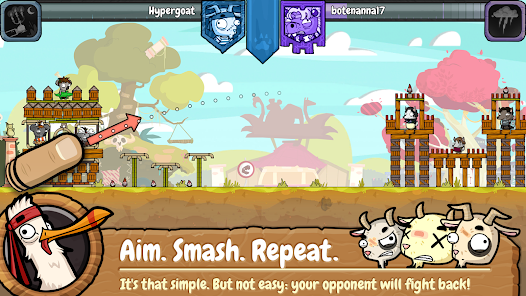 Hypergoat
botenanna17
Aim. Smash. Repeat.
It's that simple. But not easy: your opponent will fight back!